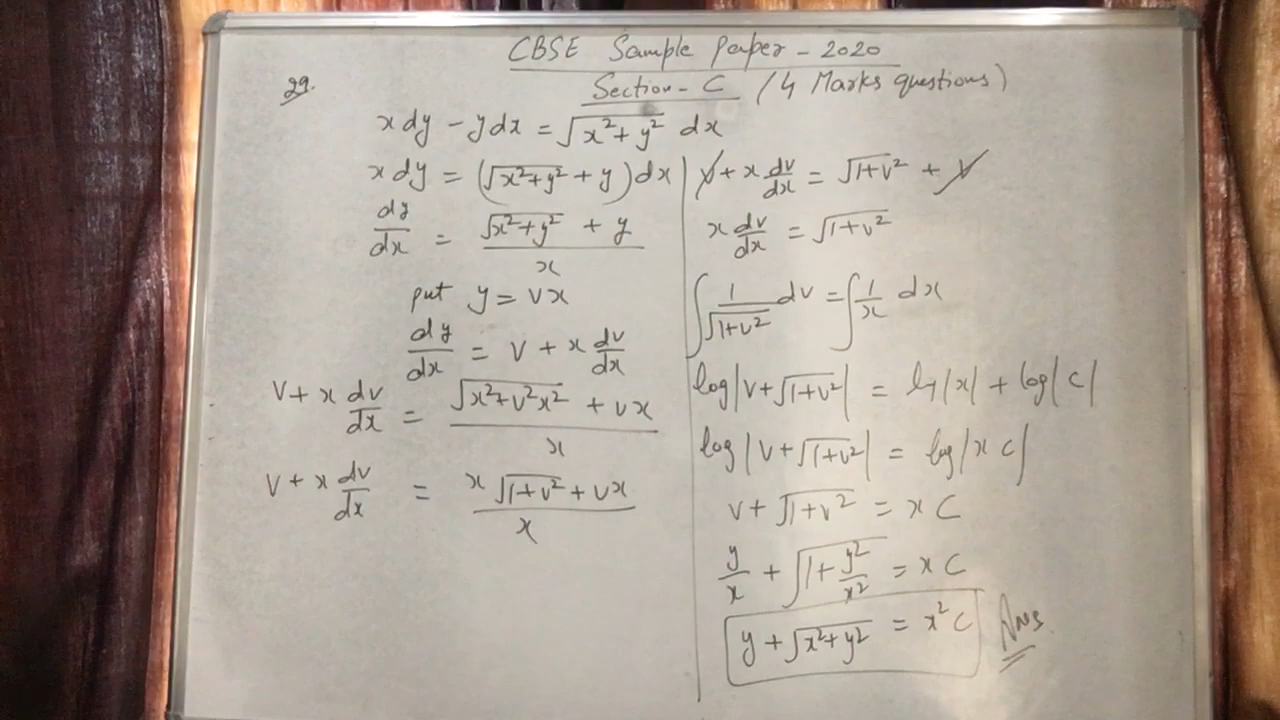 CBSE Sample Paper - 2020
Section - C (4 Marks questions)
29.
x dy - y dx = √(x² + y²) dx
x dy = (√(x² + y²) + y) dx
dy/dx = (√(x² + y²) + y)/x
put y = vx
dy/dx = v + x dv/dx
v + x dv/dx = (√(x² + v²x²) + vx)/x
v + x dv/dx = (x √(1 + v²) + vx)/x
v + x dv/dx = √(1 + v²) + v
x dv/dx = √(1 + v²)
∫ 1/√(1 + v²) dv = ∫ 1/x dx
log|v + √(1 + v²)| = log|x| + log|c|
log|v + √(1 + v²)| = log|x c|
v + √(1 + v²) = x c
y/x + √(1 + y²/x²) = x c
y + √(x² + y²) = x² c Ans